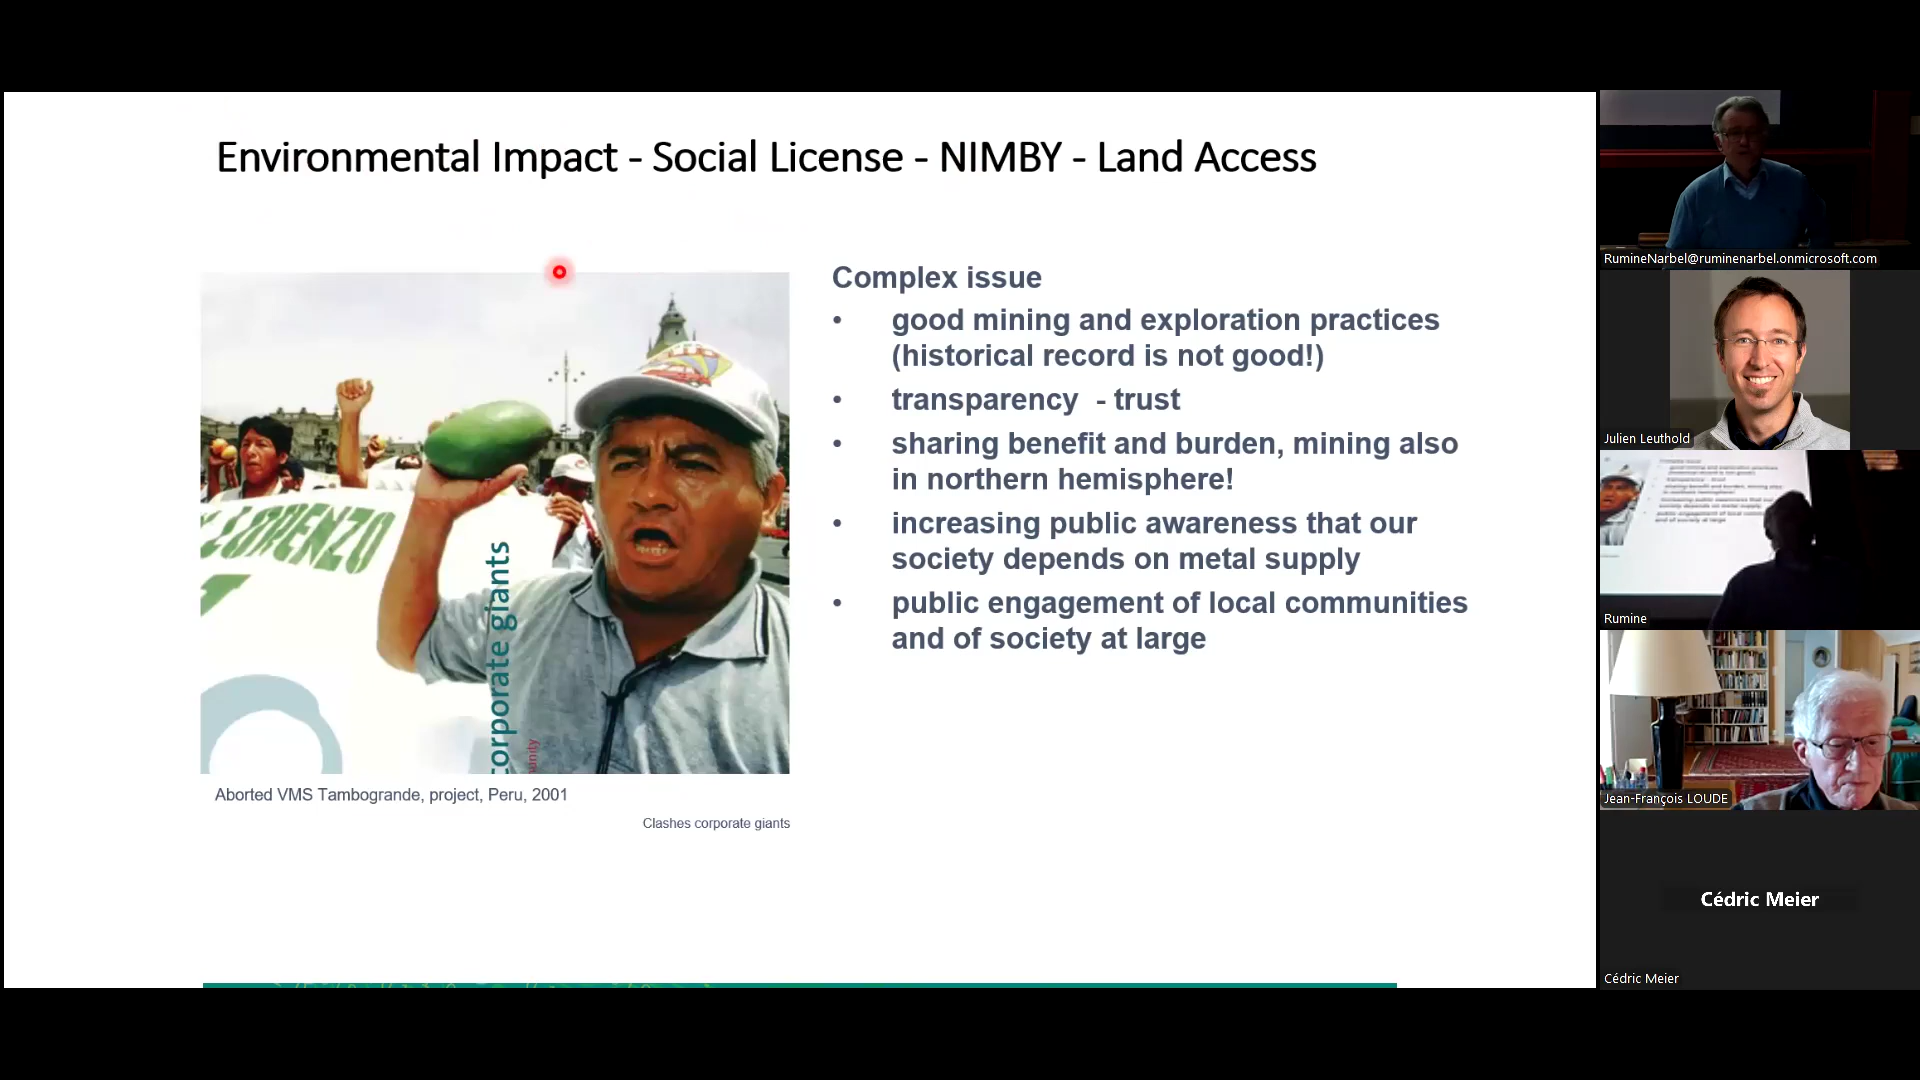 Environmental Impact - Social License - NIMBY - Land Access
Complex issue
• good mining and exploration practices
(historical record is not good!)
• transparency - trust
• sharing benefit and burden, mining also
in northern hemisphere!
• increasing public awareness that our
society depends on metal supply
• public engagement of local communities
and of society at large
LORENZO
corporate giants
Aborted VMS Tambogrande, project, Peru, 2001
Clashes corporate giants
RumineNarbel@ruminenarbel.onmicrosoft.com
Julien Leuthold
Rumine
Jean-François LOUDE
Cédric Meier
Cédric Meier